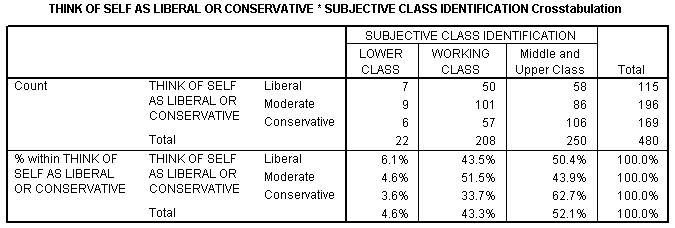 THINK OF SELF AS LIBERAL OR CONSERVATIVE * SUBJECTIVE CLASS IDENTIFICATION Crosstabulation
SUBJECTIVE CLASS IDENTIFICATION
LOWER CLASS WORKING CLASS Middle and Upper Class Total
Count THINK OF SELF AS LIBERAL OR CONSERVATIVE Liberal 7 50 58 115
Moderate 9 101 86 196
Conservative 6 57 106 169
Total 22 208 250 480
% within THINK OF SELF AS LIBERAL OR CONSERVATIVE THINK OF SELF AS LIBERAL OR CONSERVATIVE Liberal 6.1% 43.5% 50.4% 100.0%
Moderate 4.6% 51.5% 43.9% 100.0%
Conservative 3.6% 33.7% 62.7% 100.0%
Total 4.6% 43.3% 52.1% 100.0%